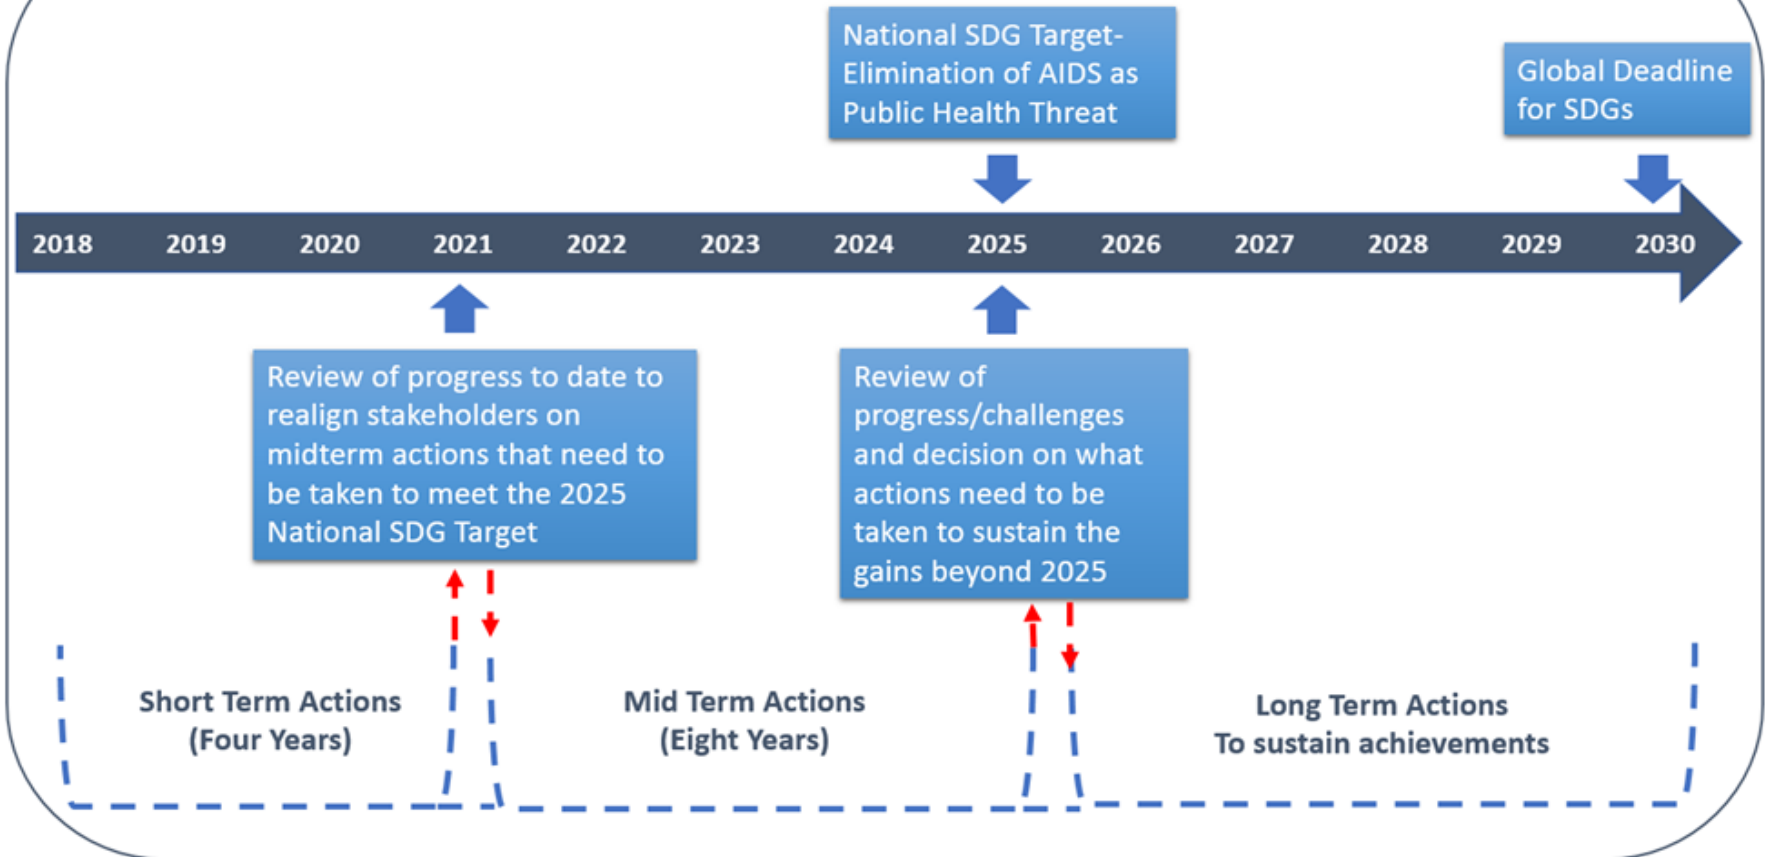 National SDG Target-
Elimination of AIDS as
Public Health Threat
Global Deadline
for SDGs
2018 2019 2020 2021 2022 2023 2024 2025 2026 2027 2028 2029 2030
Review of progress to date to
realign stakeholders on
midterm actions that need to
be taken to meet the 2025
National SDG Target
Review of
progress/challenges
and decision on what
actions need to be
taken to sustain the
gains beyond 2025
Short Term Actions
(Four Years)
Mid Term Actions
(Eight Years)
Long Term Actions
To sustain achievements